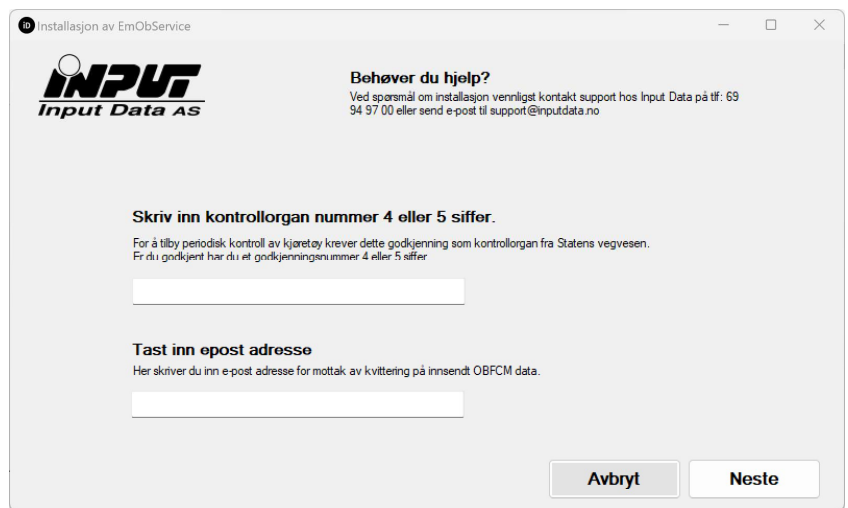 iD Installasjon av EmObService
INPUT
Input Data AS
Behøver du hjelp?
Ved spørsmål om installasjon vennligst kontakt support hos Input Data på tlf: 69
94 97 00 eller send e-post til support@inputdata.no
Skriv inn kontrollorgan nummer 4 eller 5 siffer.
For å tilby periodisk kontroll av kjøretøy krever dette godkjenning som kontrollorgan fra Statens vegvesen.
Er du godkjent har du et godkjenningsnummer 4 eller 5 siffer
Tast inn epost adresse
Her skriver du inn e-post adresse for mottak av kvittering på innsendt OBFCM data.
Avbryt
Neste